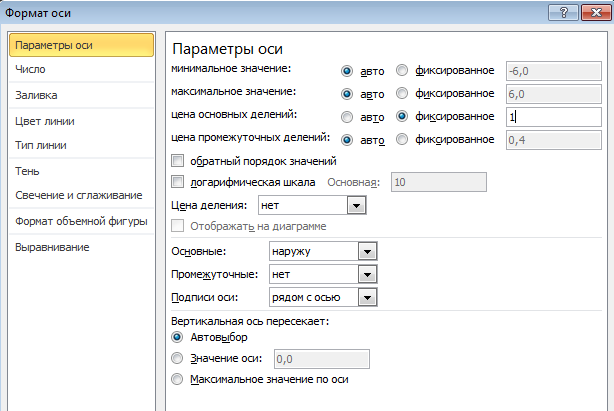 Формат оси
Параметры оси
Число
Заливка
Цвет линии
Тип линии
Тень
Свечение и сглаживание
Формат объемной фигуры
Выравнивание
Параметры оси
минимальное значение: авто фиксированное -6,0
максимальное значение: авто фиксированное 6,0
цена основных делений: авто фиксированное 1
цена промежуточных делений: авто фиксированное 0,4
обратный порядок значений
логарифмическая шкала Основная: 10
Цена деления: нет
Отображать на диаграмме
Основные: наружу
Промежуточные: нет
Подписи оси: рядом с осью
Вертикальная ось пересекает:
Автовыбор
Значение оси: 0,0
Максимальное значение по оси